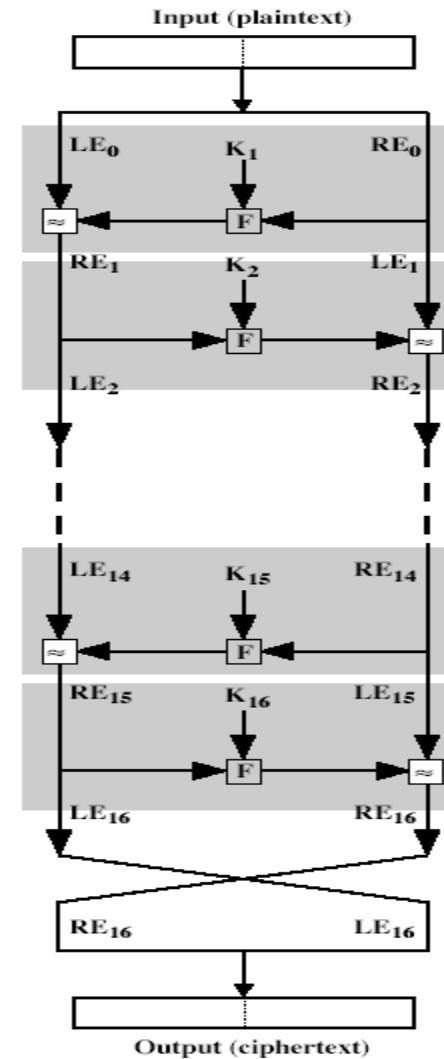 Input (plaintext)
LE₀ K₁ RE₀
≈ F
RE₁ K₂ LE₁
F ≈
LE₂ RE₂
LE₁₄ K₁₅ RE₁₄
≈ F
RE₁₅ K₁₆ LE₁₅
F ≈
LE₁₆ RE₁₆
RE₁₆ LE₁₆
Output (ciphertext)